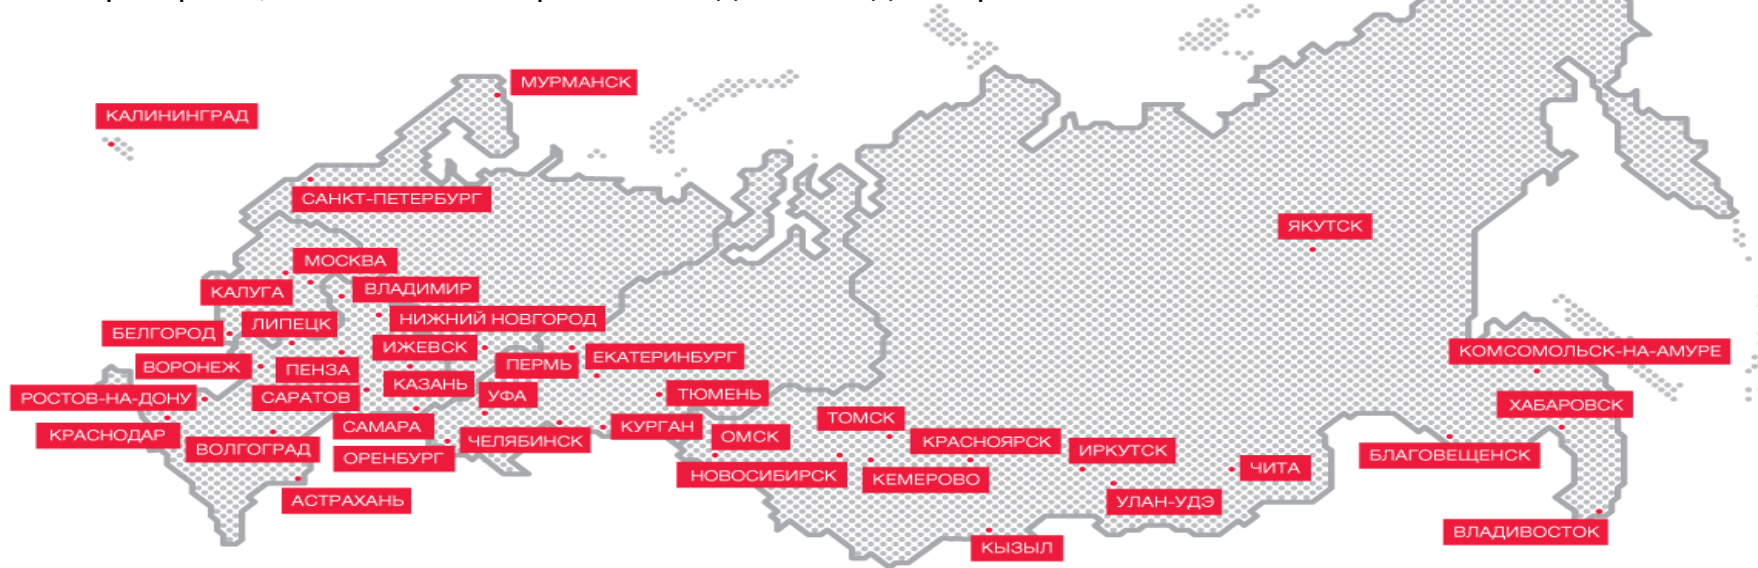 МУРМАНСК
КАЛИНИНГРАД
САНКТ-ПЕТЕРБУРГ
ЯКУТСК
МОСКВА
КАЛУГА
ВЛАДИМИР
НИЖНИЙ НОВГОРОД
ЛИПЕЦК
БЕЛГОРОД
ИЖЕВСК
КОМСОМОЛЬСК-НА-АМУРЕ
ЕКАТЕРИНБУРГ
ПЕРМЬ
ВОРОНЕЖ
ПЕНЗА
КАЗАНЬ
ТЮМЕНЬ
УФА
РОСТОВ-НА-ДОНУ
САРАТОВ
ХАБАРОВСК
ТОМСК
САМАРА
КУРГАН
КРАСНОДАР
ОМСК
ЧЕЛЯБИНСК
КРАСНОЯРСК
ВОЛГОГРАД
ИРКУТСК
БЛАГОВЕЩЕНСК
ОРЕНБУРГ
ЧИТА
НОВОСИБИРСК
КЕМЕРОВО
АСТРАХАНЬ
УЛАН-УДЭ
ВЛАДИВОСТОК
КЫЗЫЛ